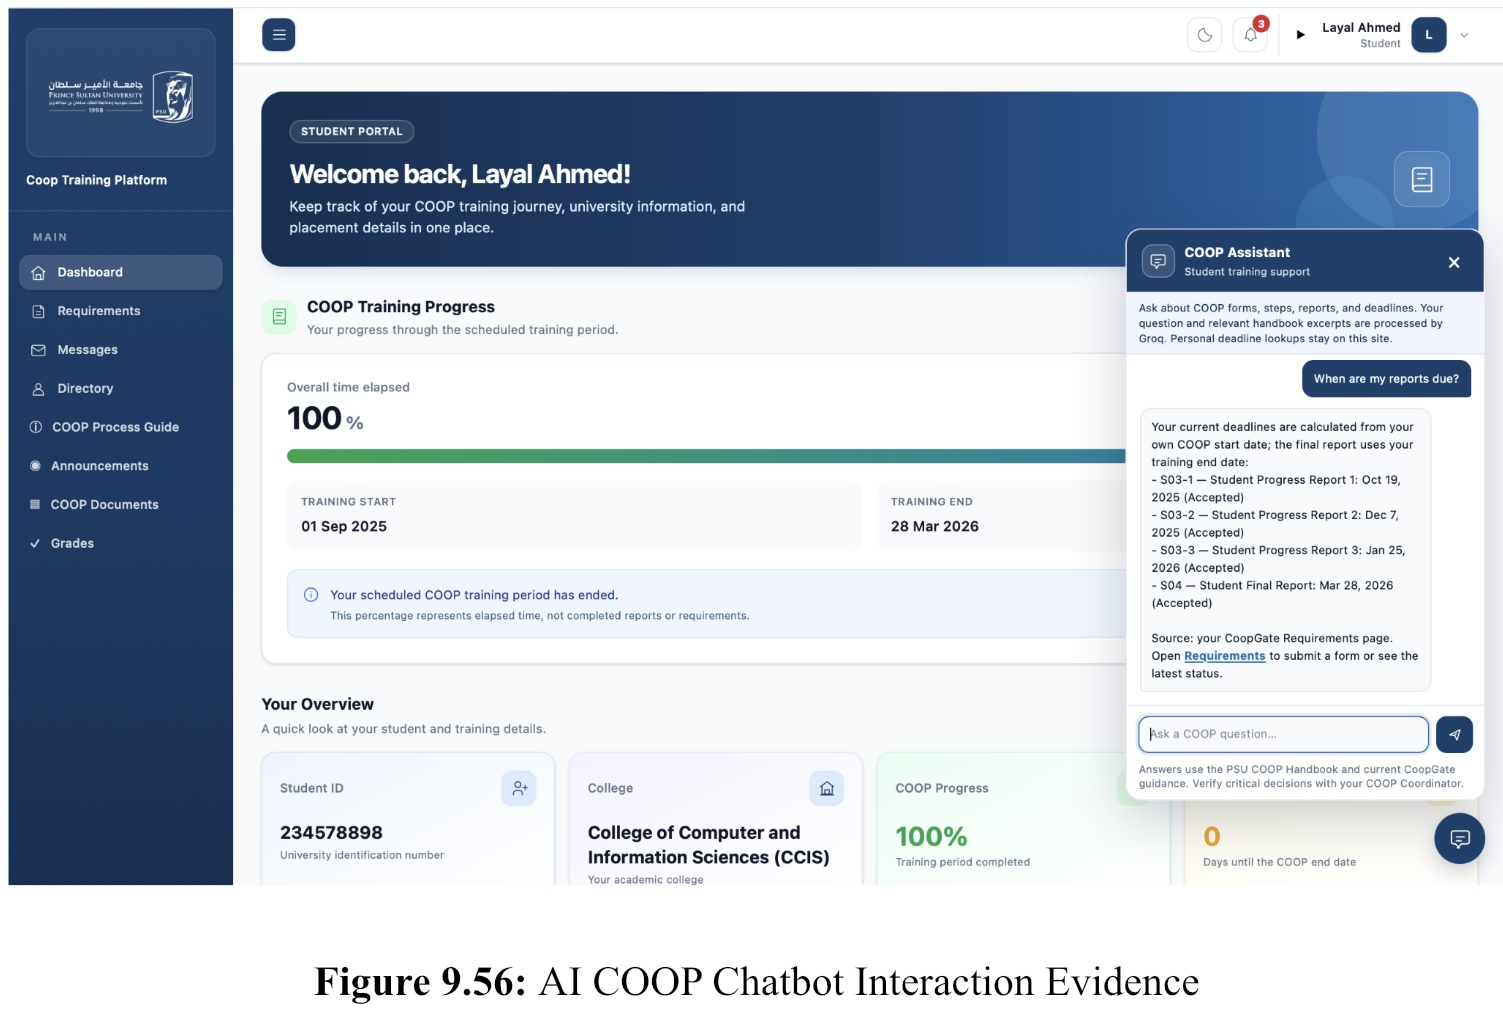 جامعة الأمير سلطان
PRINCE SULTAN UNIVERSITY
1998
PSU
Coop Training Platform
MAIN
Dashboard
Requirements
Messages
Directory
COOP Process Guide
Announcements
COOP Documents
Grades
3
Layal Ahmed
Student
L
STUDENT PORTAL
Welcome back, Layal Ahmed!
Keep track of your COOP training journey, university information, and
placement details in one place.
COOP Training Progress
Your progress through the scheduled training period.
Overall time elapsed
100 %
TRAINING START
01 Sep 2025
TRAINING END
28 Mar 2026
Your scheduled COOP training period has ended.
This percentage represents elapsed time, not completed reports or requirements.
Your Overview
A quick look at your student and training details.
Student ID
234578898
University identification number
College
College of Computer and
Information Sciences (CCIS)
Your academic college
COOP Progress
100%
Training period completed
0
Days until the COOP end date
COOP Assistant
Student training support
Ask about COOP forms, steps, reports, and deadlines. Your
question and relevant handbook excerpts are processed by
Groq. Personal deadline lookups stay on this site.
When are my reports due?
Your current deadlines are calculated from your
own COOP start date; the final report uses your
training end date:
- S03-1 — Student Progress Report 1: Oct 19,
2025 (Accepted)
- S03-2 — Student Progress Report 2: Dec 7,
2025 (Accepted)
- S03-3 — Student Progress Report 3: Jan 25,
2026 (Accepted)
- S04 — Student Final Report: Mar 28, 2026
(Accepted)
Source: your CoopGate Requirements page.
Open Requirements to submit a form or see the
latest status.
Ask a COOP question...
Answers use the PSU COOP Handbook and current CoopGate
guidance. Verify critical decisions with your COOP Coordinator.
Figure 9.56: AI COOP Chatbot Interaction Evidence